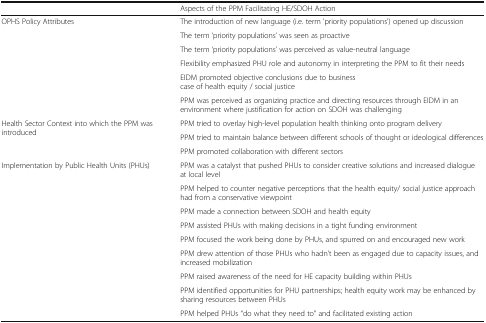 Aspects of the PPM Facilitating HE/SDOH Action
OPHS Policy Attributes
The introduction of new language (i.e. term 'priority populations') opened up discussion
The term 'priority populations' was seen as proactive
The term 'priority populations' was perceived as value-neutral language
Flexibility emphasized PHU role and autonomy in interpreting the PPM to fit their needs
EIDM promoted objective conclusions due to business
case of health equity / social justice
PPM was perceived as organizing practice and directing resources through EIDM in an
environment where justification for action on SDOH was challenging
Health Sector Context into which the PPM was
introduced
PPM tried to overlay high-level population health thinking onto program delivery
PPM tried to maintain balance between different schools of thought or ideological differences
PPM promoted collaboration with different sectors
Implementation by Public Health Units (PHUs)
PPM was a catalyst that pushed PHUs to consider creative solutions and increased dialogue
at local level
PPM helped to counter negative perceptions that the health equity/ social justice approach
had from a conservative viewpoint
PPM made a connection between SDOH and health equity
PPM assisted PHUs with making decisions in a tight funding environment
PPM focused the work being done by PHUs, and spurred on and encouraged new work
PPM drew attention of those PHUs who hadn't been as engaged due to capacity issues, and
increased mobilization
PPM raised awareness of the need for HE capacity building within PHUs
PPM identified opportunities for PHU partnerships; health equity work may be enhanced by
sharing resources between PHUs
PPM helped PHUs "do what they need to" and facilitated existing action